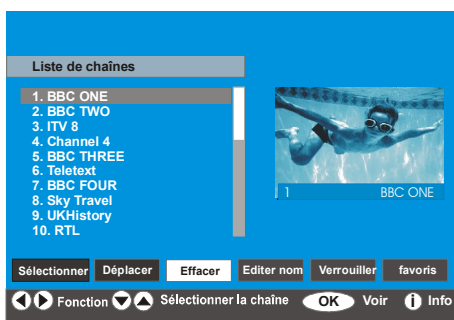 Liste de chaînes
1. BBC ONE
2. BBC TWO
3. ITV 8
4. Channel 4
5. BBC THREE
6. Teletext
7. BBC FOUR
8. Sky Travel
9. UKHistory
10. RTL
1 BBC ONE
Sélectionner Déplacer Effacer Editer nom Verrouiller favoris
Fonction Sélectionner la chaîne OK Voir i Info